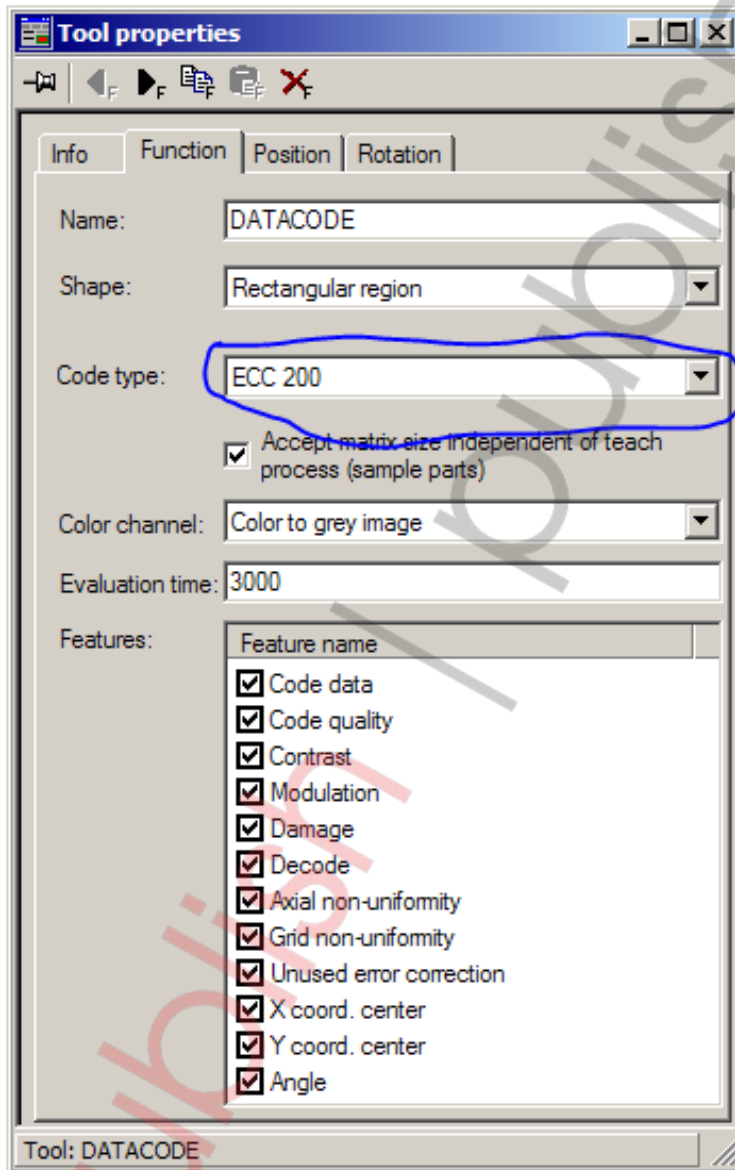 Tool properties
F F F F F
Info Function Position Rotation
Name: DATACODE
Shape: Rectangular region
Code type: ECC 200
Accept matrix size independent of teach
process (sample parts)
Color channel: Color to grey image
Evaluation time: 3000
Features: Feature name
Code data
Code quality
Contrast
Modulation
Damage
Decode
Axial non-uniformity
Grid non-uniformity
Unused error correction
X coord. center
Y coord. center
Angle
Tool: DATACODE
publish
ublish